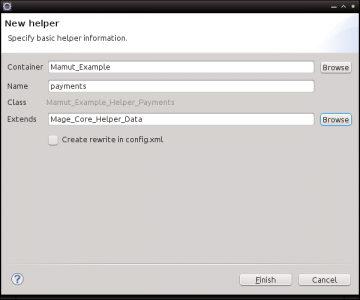 New helper
Specify basic helper information.
Container Mamut_Example Browse
Name payments
Class Mamut_Example_Helper_Payments
Extends Mage_Core_Helper_Data Browse
Create rewrite in config.xml
? Finish Cancel